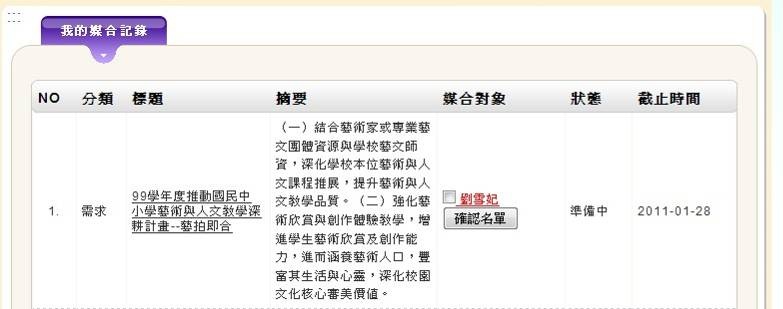 我的媒合記錄
NO 分類 標題 摘要 媒合對象 狀態 截止時間
1. 需求
99學年度推動國民中
小學藝術與人文教學深
耕計畫--藝拍即合
（一）結合藝術家或專業藝
文團體資源與學校藝文師
資，深化學校本位藝術與人
文課程推展，提升藝術與人
文教學品質。（二）強化藝
術欣賞與創作體驗教學，增
進學生藝術欣賞及創作能
力，進而涵養藝術人口，豐
富其生活與心靈，深化校園
文化核心審美價值。
劉雪妃
確認名單
準備中
2011-01-28